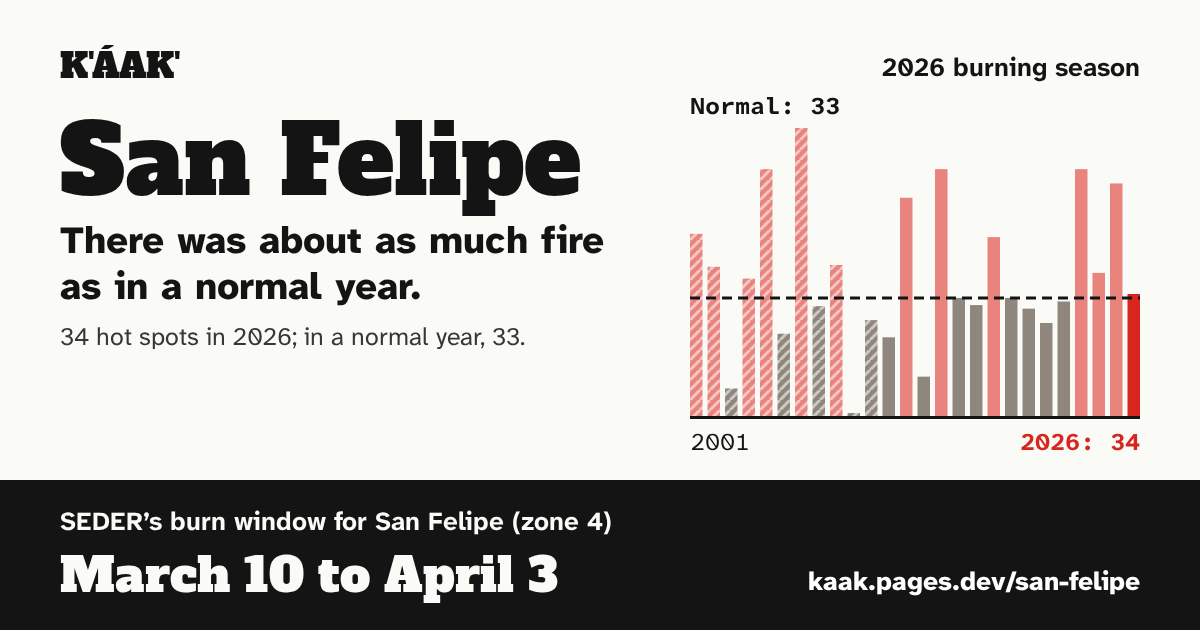 K'ÁAK'
2026 burning season
San Felipe
There was about as much fire
as in a normal year.
34 hot spots in 2026; in a normal year, 33.
Normal: 33
2001
2026: 34
SEDER’s burn window for San Felipe (zone 4)
March 10 to April 3
kaak.pages.dev/san-felipe